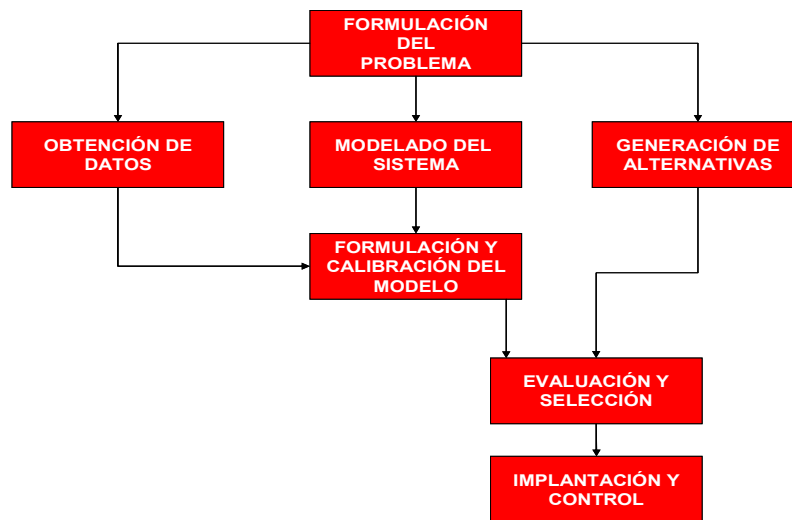 FORMULACIÓN
DEL
PROBLEMA
OBTENCIÓN DE
DATOS
MODELADO DEL
SISTEMA
GENERACIÓN DE
ALTERNATIVAS
FORMULACIÓN Y
CALIBRACIÓN DEL
MODELO
EVALUACIÓN Y
SELECCIÓN
IMPLANTACIÓN Y
CONTROL